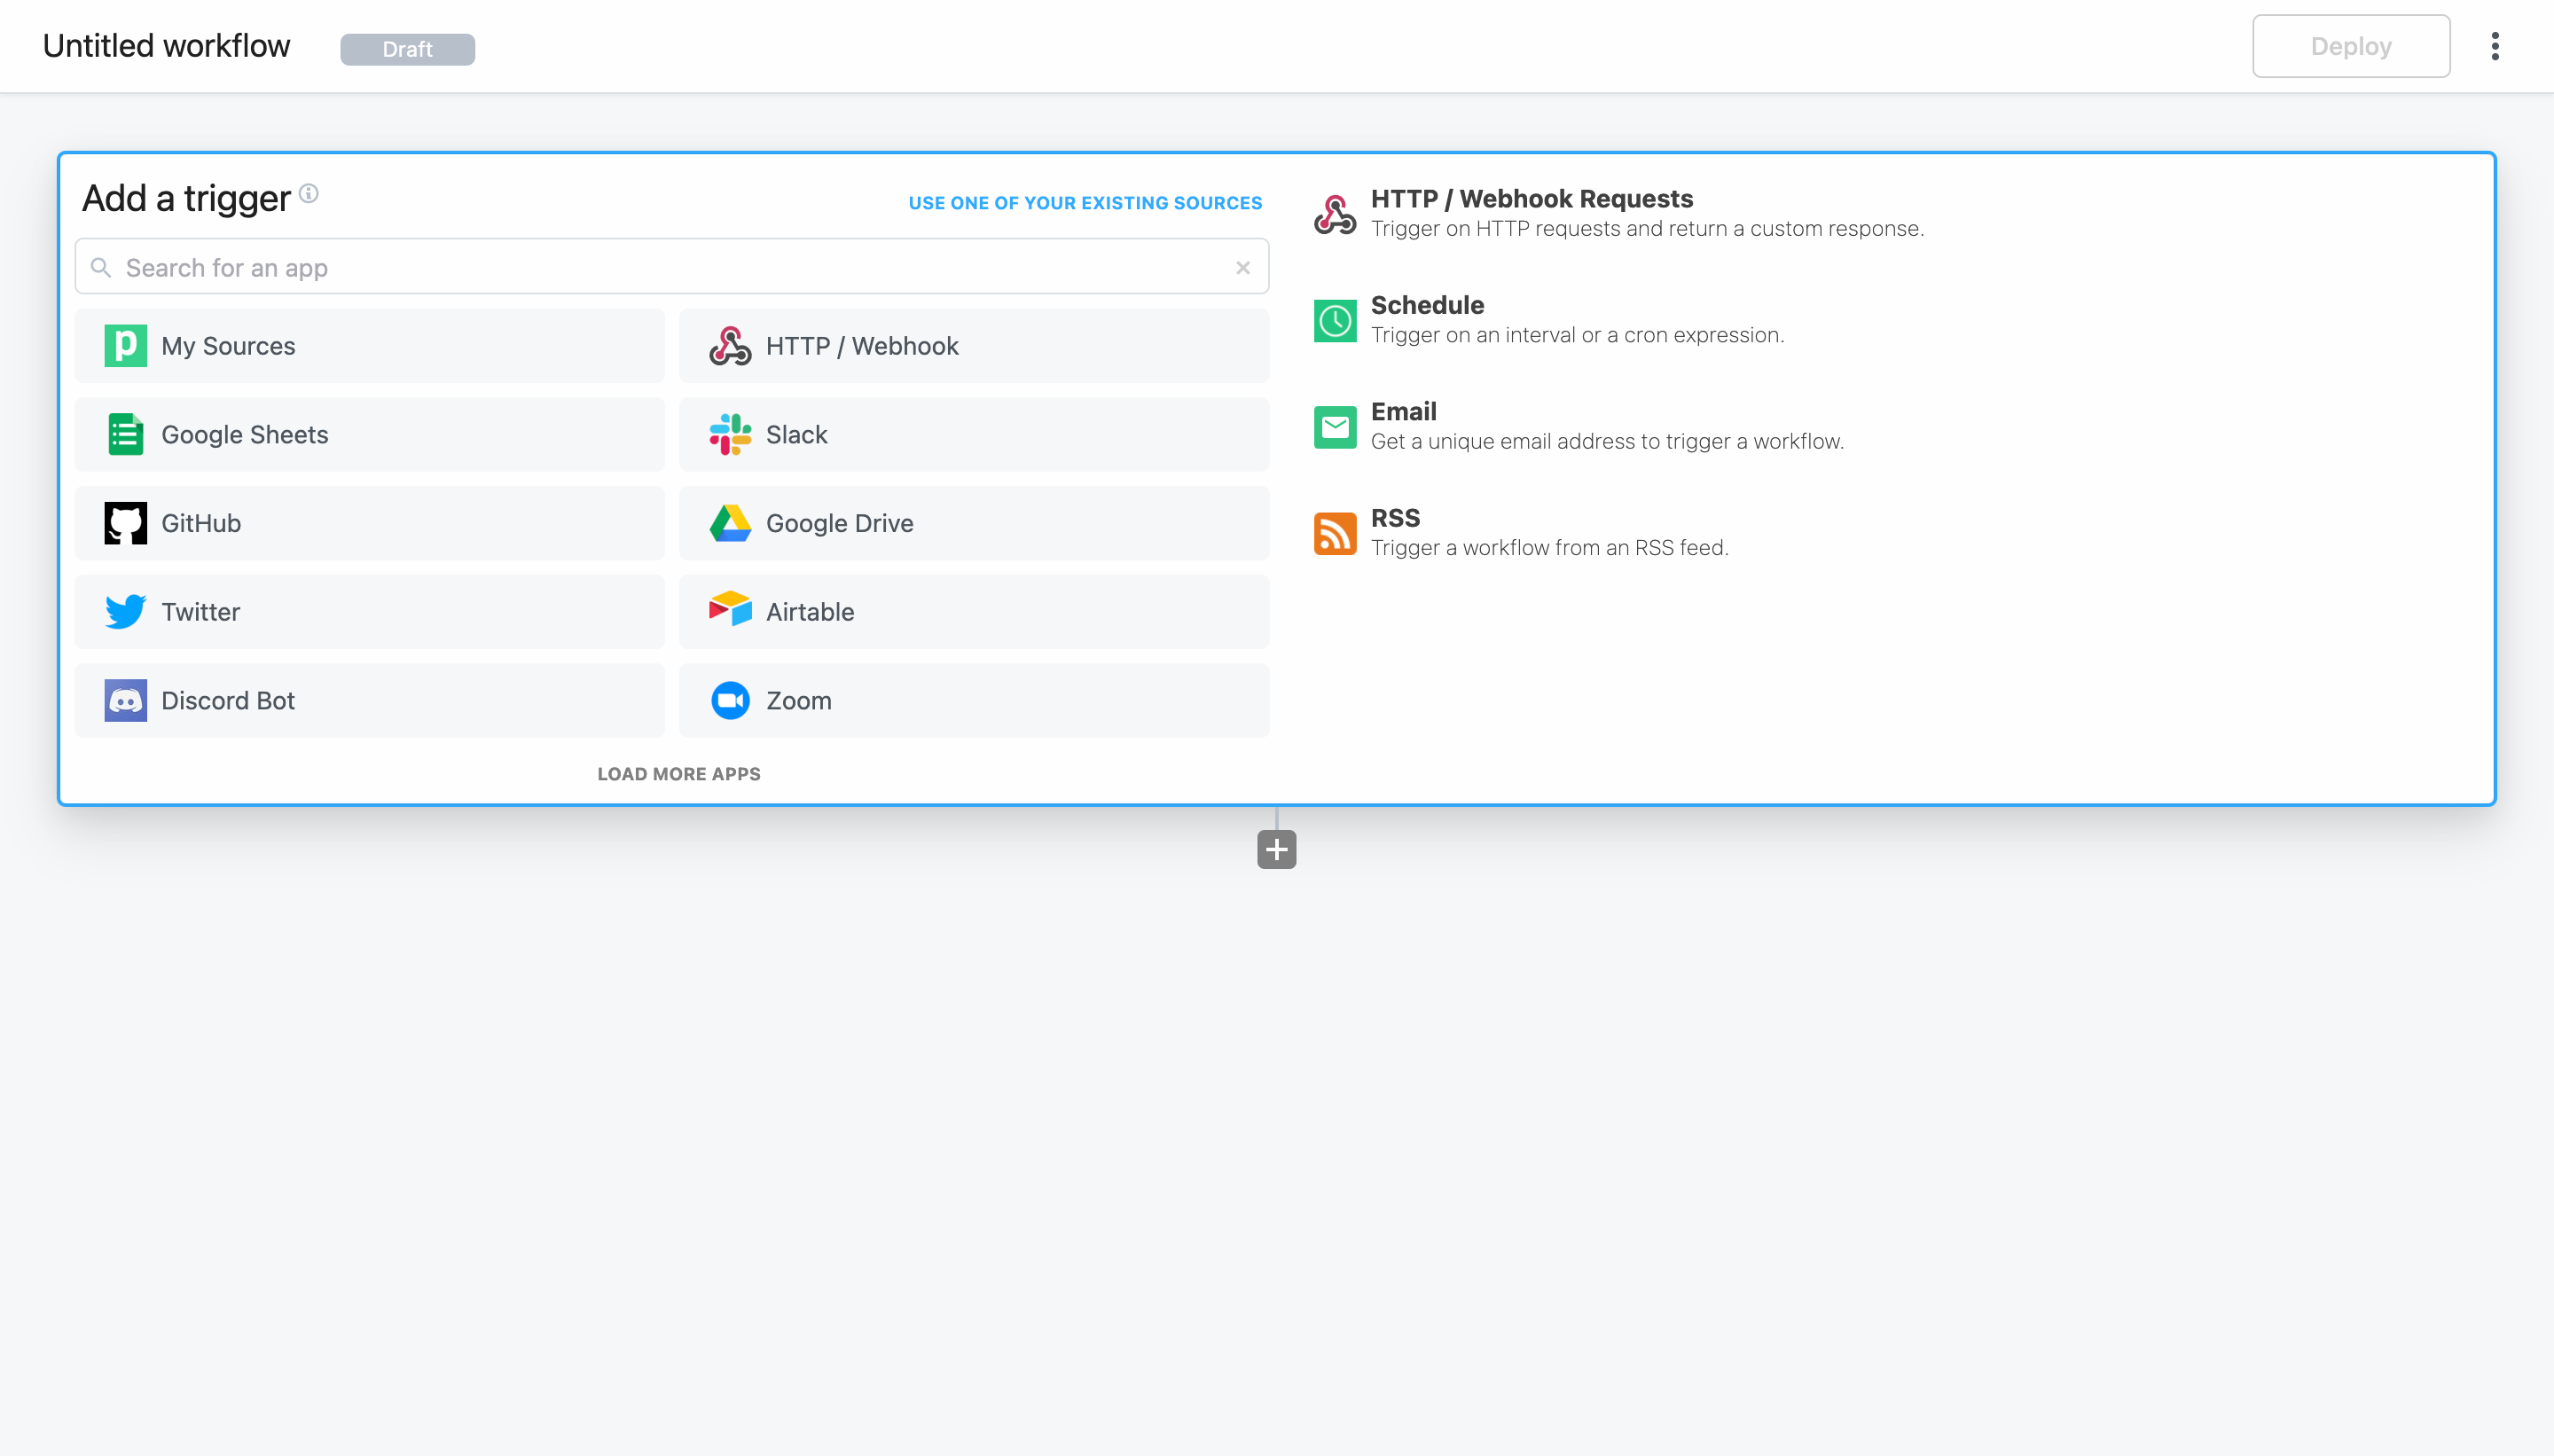 Untitled workflow
Draft
Deploy
Add a trigger
USE ONE OF YOUR EXISTING SOURCES
Search for an app
My Sources
HTTP / Webhook
Google Sheets
Slack
GitHub
Google Drive
Twitter
Airtable
Discord Bot
Zoom
LOAD MORE APPS
HTTP / Webhook Requests
Trigger on HTTP requests and return a custom response.
Schedule
Trigger on an interval or a cron expression.
Email
Get a unique email address to trigger a workflow.
RSS
Trigger a workflow from an RSS feed.